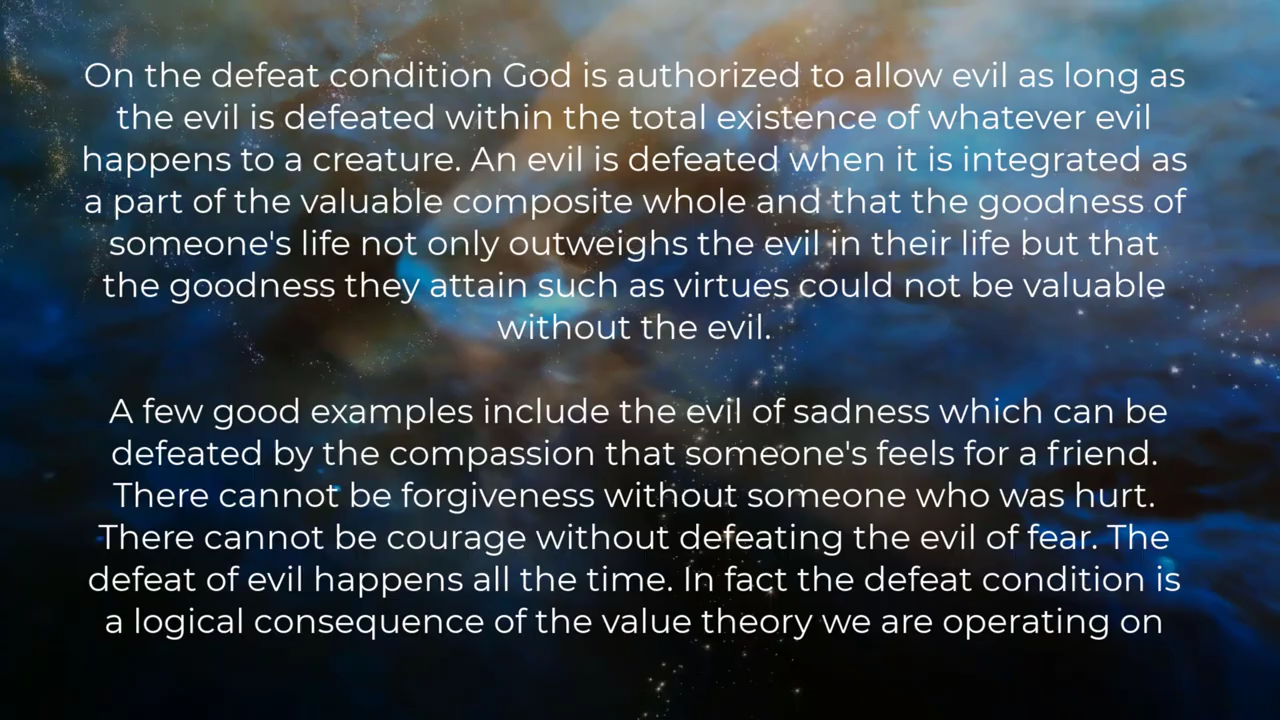 On the defeat condition God is authorized to allow evil as long as
the evil is defeated within the total existence of whatever evil
happens to a creature. An evil is defeated when it is integrated as
a part of the valuable composite whole and that the goodness of
someone's life not only outweighs the evil in their life but that
the goodness they attain such as virtues could not be valuable
without the evil.
A few good examples include the evil of sadness which can be
defeated by the compassion that someone's feels for a friend.
There cannot be forgiveness without someone who was hurt.
There cannot be courage without defeating the evil of fear. The
defeat of evil happens all the time. In fact the defeat condition is
a logical consequence of the value theory we are operating on